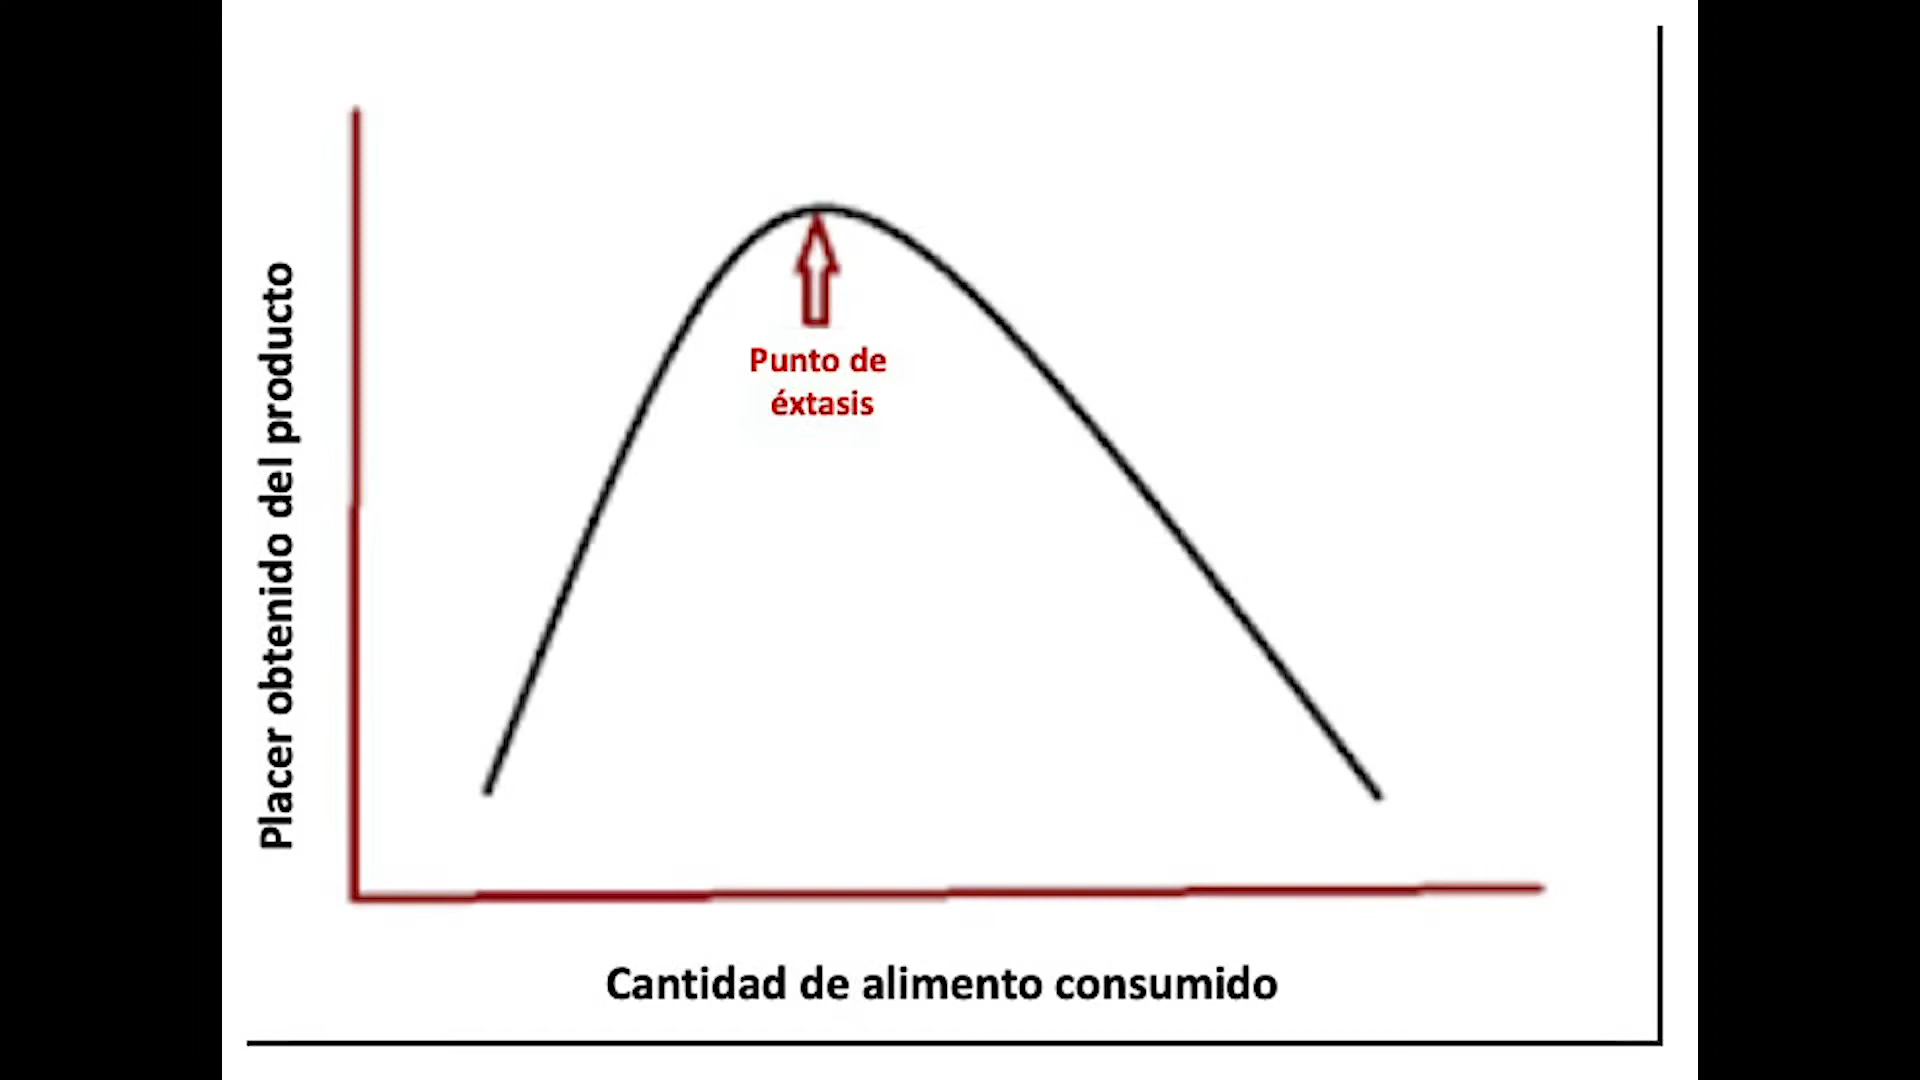 Placer obtenido del producto
Punto de
éxtasis
Cantidad de alimento consumido